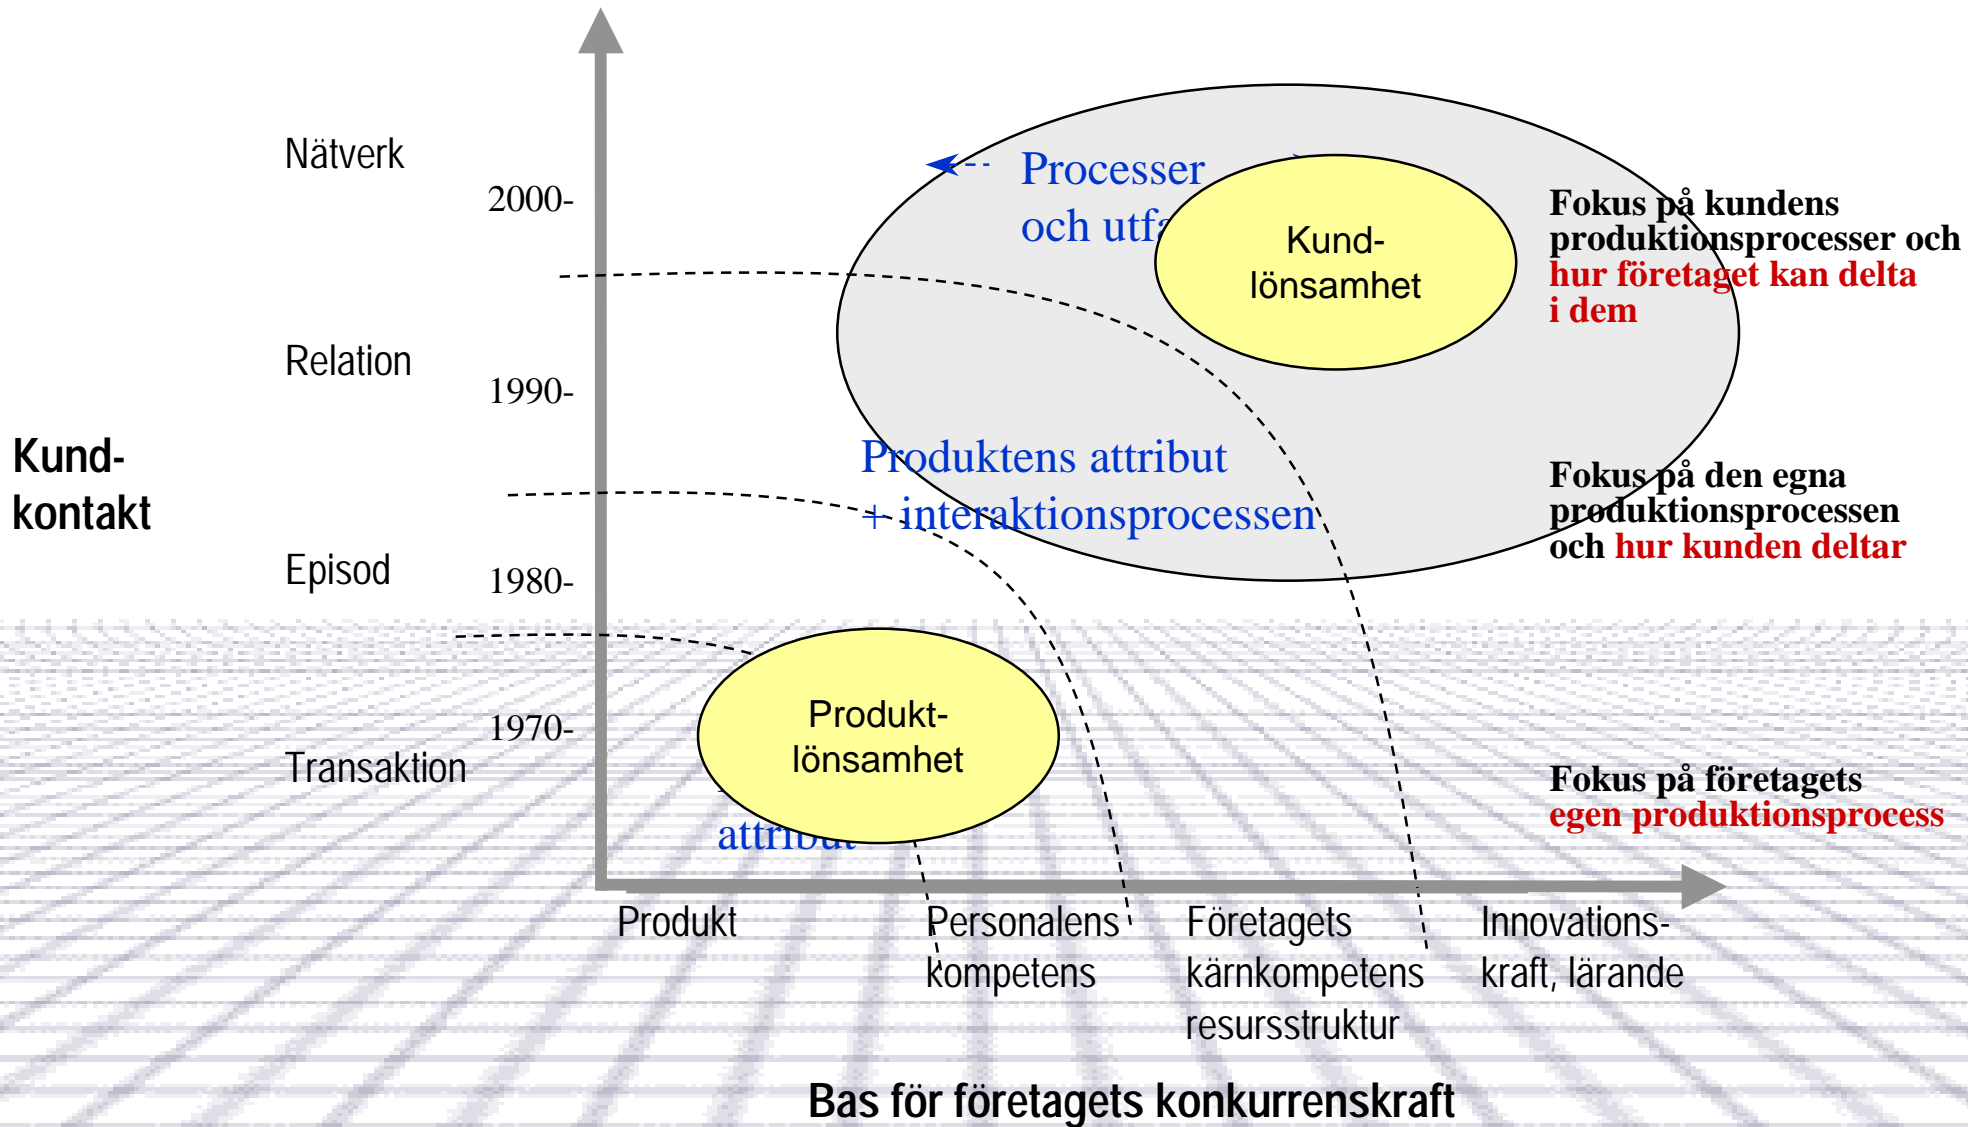 Nätverk
2000-
Relation
1990-
Kund-
kontakt
Episod
1980-
1970-
Transaktion
Processer
och
Kund-
lönsamhet
Produktens attribut
+ interaktionsprocessen
Produkt-
lönsamhet
attribut
Fokus på kundens
produktionsprocesser och
hur företaget kan delta
i dem
Fokus på den egna
produktionsprocessen
och hur kunden deltar
Fokus på företagets
egen produktionsprocess
Produkt
Personalens
kompetens
Företagets
kärnkompetens
resursstruktur
Innovations-
kraft, lärande
Bas för företagets konkurrenskraft